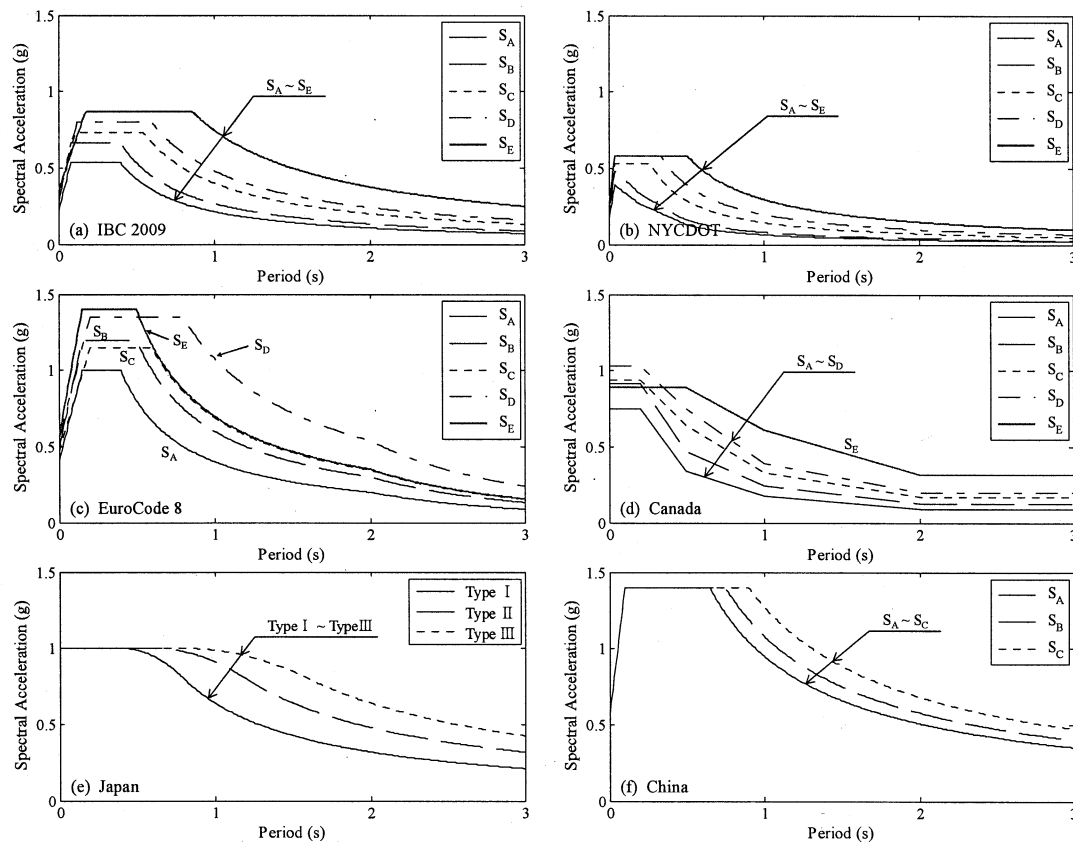 Spectral Acceleration (g)
1.5
1
0.5
0
S_A
S_B
S_C
S_D
S_E
S_A ~ S_E
(a) IBC 2009
0
1
2
3
Period (s)
Spectral Acceleration (g)
1.5
1
0.5
0
S_A
S_B
S_C
S_D
S_E
S_A ~ S_E
(b) NYCDOT
0
1
2
3
Period (s)
Spectral Acceleration (g)
1.5
1
0.5
0
S_A
S_B
S_C
S_D
S_E
S_B
S_C
S_E
S_D
S_A
(c) EuroCode 8
0
1
2
3
Period (s)
Spectral Acceleration (g)
1.5
1
0.5
0
S_A
S_B
S_C
S_D
S_E
S_A ~ S_D
S_E
(d) Canada
0
1
2
3
Period (s)
Spectral Acceleration (g)
1.5
1
0.5
0
Type Ⅰ
Type Ⅱ
Type Ⅲ
Type Ⅰ ~ TypeⅢ
(e) Japan
0
1
2
3
Period (s)
Spectral Acceleration (g)
1.5
1
0.5
0
S_A
S_B
S_C
S_A ~ S_C
(f) China
0
1
2
3
Period (s)